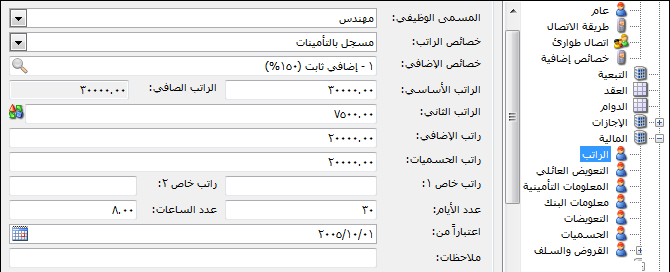 عام
طريقة الاتصال
اتصال طوارئ
خصائص إضافية
التبعية
العقد
الدوام
الإجازات
المالية
الراتب
التعويض العائلي
المعلومات التأمينية
معلومات البنك
التعويضات
الحسميات
القروض والسلف
المسمى الوظيفي: مهندس
خصائص الراتب: مسجل بالتأمينات
خصائص الإضافي: ١ - إضافي ثابت (١٥٠%)
الراتب الأساسي: ٣٠٠٠٠.٠٠ الراتب الصافي: ٣٠٠٠٠.٠٠
الراتب الثاني: ٧٥٠٠.٠٠
راتب الإضافي: ٢٠٠٠٠.٠٠
راتب الحسميات: ٢٠٠٠٠.٠٠
راتب خاص ١: راتب خاص ٢:
عدد الأيام: ٣٠ عدد الساعات: ٨.٠٠
اعتباراً من: ٢٠٠٥/١٠/٠١
ملاحظات: